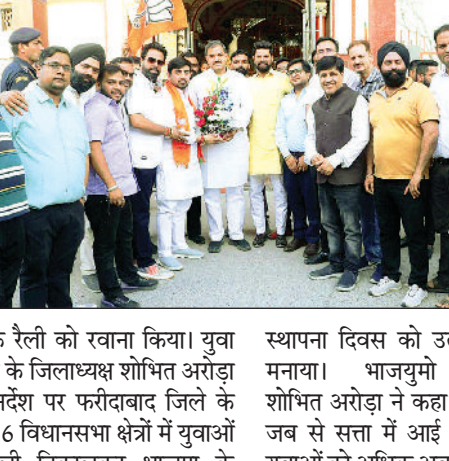 रैली को रवाना किया। युवा
के जिलाध्यक्ष शोभित अरोड़ा
पर फरीदाबाद जिले के
6 विधानसभा क्षेत्रों में युवाओं
स्थापना दिवस को
मनाया। भाजयुमो
शोभित अरोड़ा ने कहा
जब से सत्ता में आई